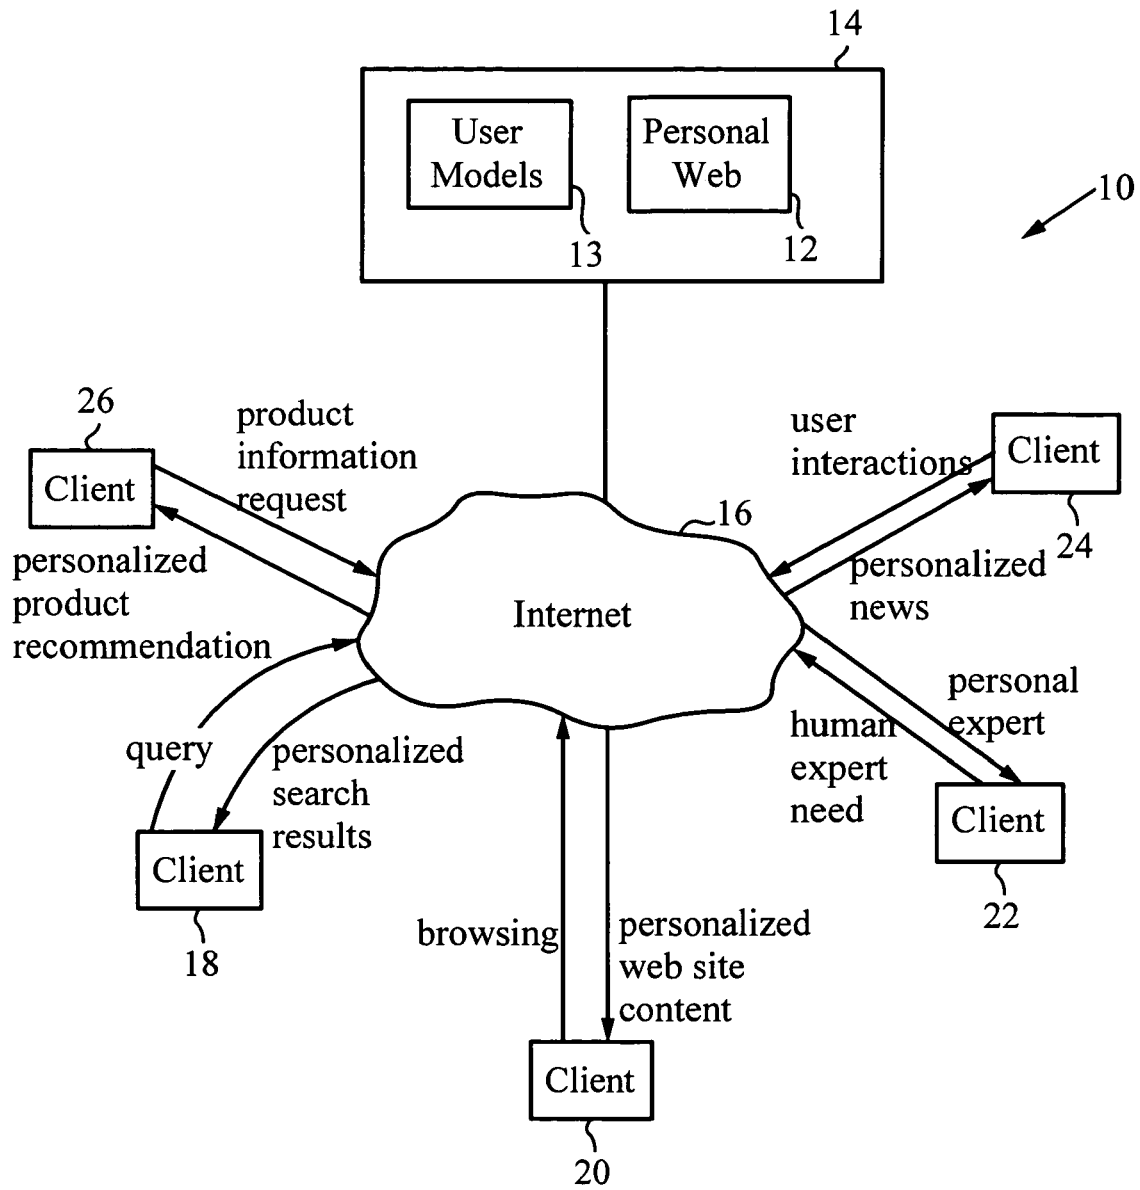 14
User
Models
Personal
Web
13
12
10
26
Client
product
information
request
personalized
product
recommendation
user
interactions
Client
24
personalized
news
16
Internet
query
personalized
search
results
Client
18
browsing
personalized
web site
content
Client
20
human
expert
need
personal
expert
Client
22